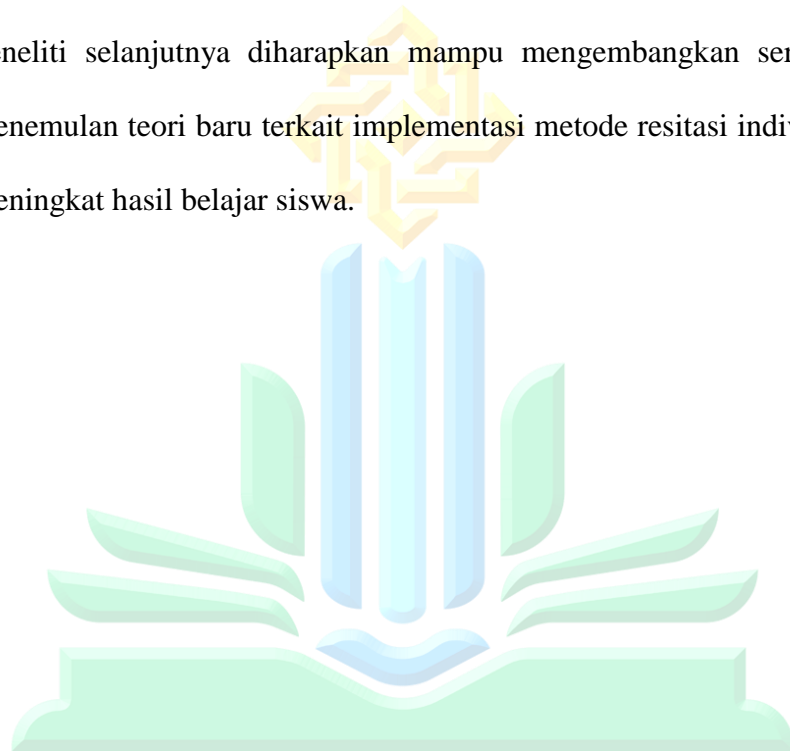 eneliti selanjutnya diharapkan mampu mengembangkan ser
enemulan teori baru terkait implementasi metode resitasi indiv
eningkat hasil belajar siswa.